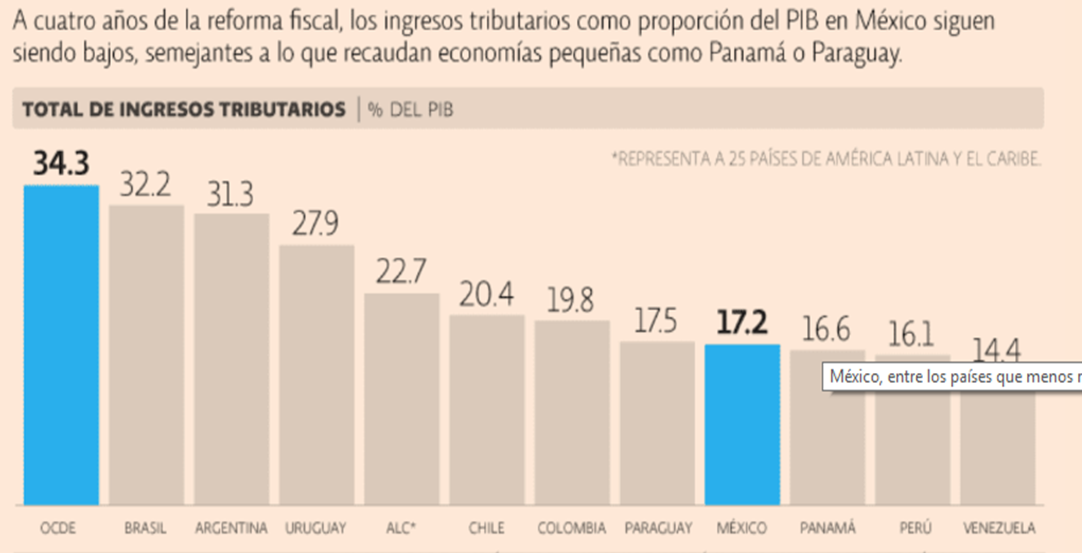 A cuatro años de la reforma fiscal, los ingresos tributarios como proporción del PIB en México siguen
siendo bajos, semejantes a lo que recaudan economías pequeñas como Panamá o Paraguay.
TOTAL DE INGRESOS TRIBUTARIOS | % DEL PIB
*REPRESENTA A 25 PAÍSES DE AMÉRICA LATINA Y EL CARIBE.
34.3
32.2
31.3
27.9
22.7
20.4
19.8
17.5
17.2
16.6
16.1
14.4
México, entre los países que menos
OCDE BRASIL ARGENTINA URUGUAY ALC* CHILE COLOMBIA PARAGUAY MÉXICO PANAMÁ PERÚ VENEZUELA